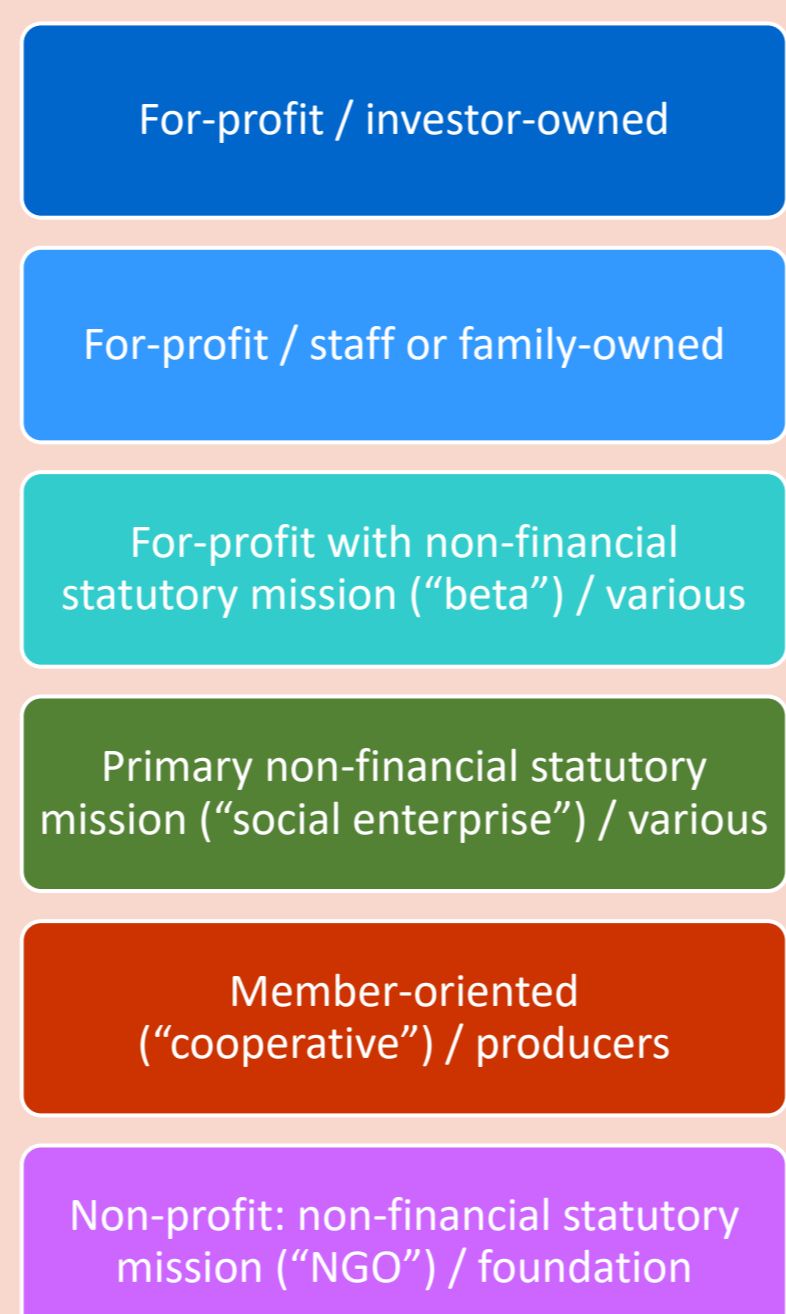 For-profit / investor-owned
For-profit / staff or family-owned
For-profit with non-financial
statutory mission (“beta”) / various
Primary non-financial statutory
mission (“social enterprise”) / various
Member-oriented
(“cooperative”) / producers
Non-profit: non-financial statutory
mission (“NGO”) / foundation